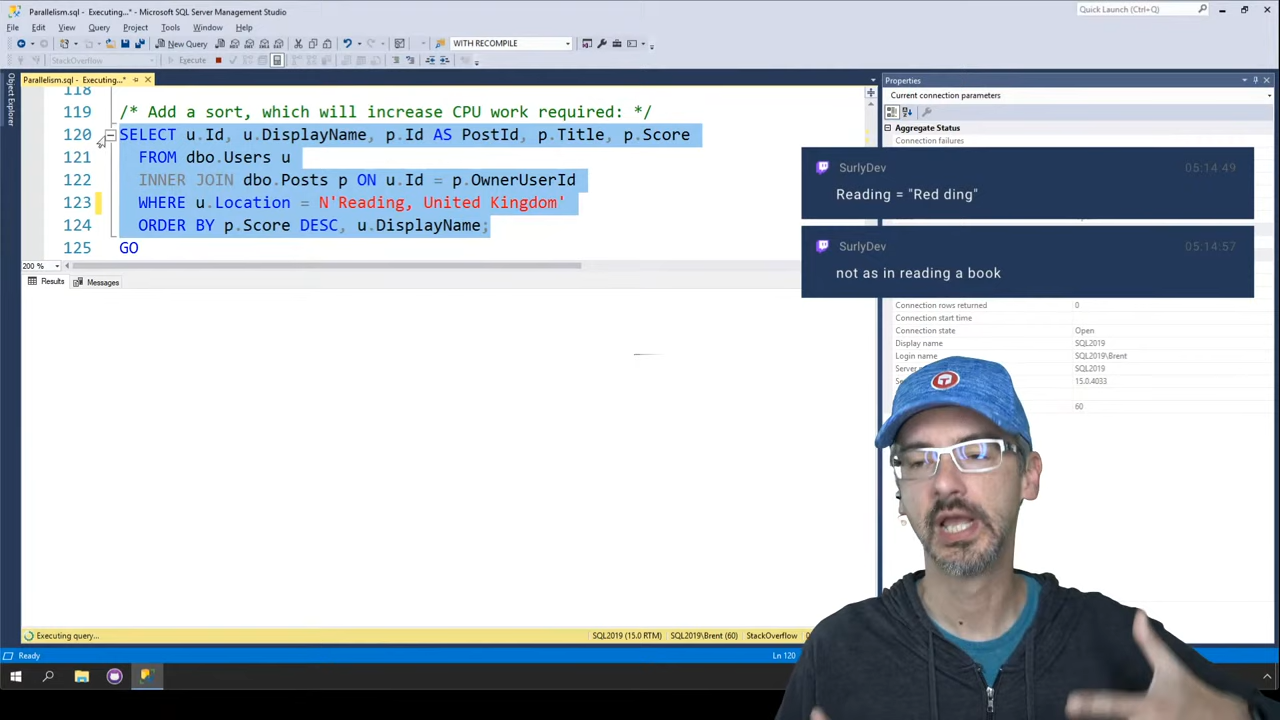 Parallelism.sql - Executing...* - Microsoft SQL Server Management Studio
Quick Launch (Ctrl+Q)
File Edit View Query Project Tools Window Help
New Query
WITH RECOMPILE
StackOverflow
Execute
Parallelism.sql - Executing...*
Object Explorer
118
119 /* Add a sort, which will increase CPU work required: */
120 SELECT u.Id, u.DisplayName, p.Id AS PostId, p.Title, p.Score
121 FROM dbo.Users u
122 INNER JOIN dbo.Posts p ON u.Id = p.OwnerUserId
123 WHERE u.Location = N'Reading, United Kingdom'
124 ORDER BY p.Score DESC, u.DisplayName;
125 GO
200 %
Results Messages
Properties
Current connection parameters
Aggregate Status
Connection failures
SurlyDev 05:14:49
Reading = "Red ding"
SurlyDev 05:14:57
not as in reading a book
Connection rows returned 0
Connection start time
Connection state Open
Display name SQL2019
Login name SQL2019\Brent
15.0.4033
60
Executing query...
SQL2019 (15.0 RTM) SQL2019\Brent (60) StackOverflow
Ready
Ln 120